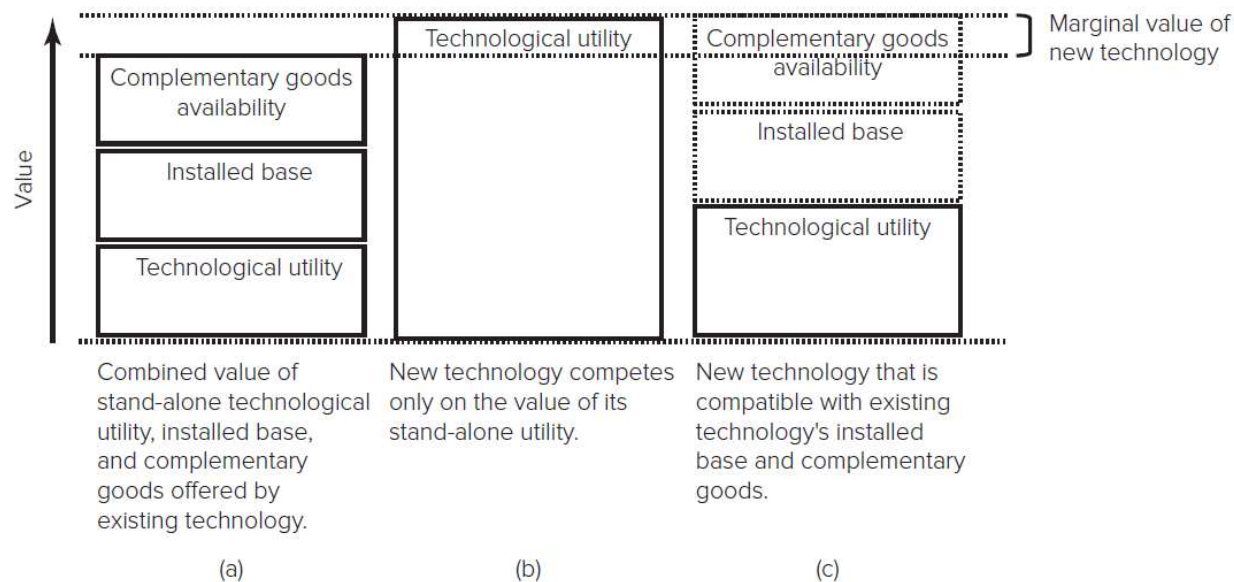 Marginal value of
new technology
Value
Complementary goods
availability
Installed base
Technological utility
Technological utility
Complementary goods
availability
Installed base
Technological utility
Combined value of
stand-alone technological
utility, installed base,
and complementary
goods offered by
existing technology.
New technology competes
only on the value of its
stand-alone utility.
New technology that is
compatible with existing
technology's installed
base and complementary
goods.
(a)
(b)
(c)